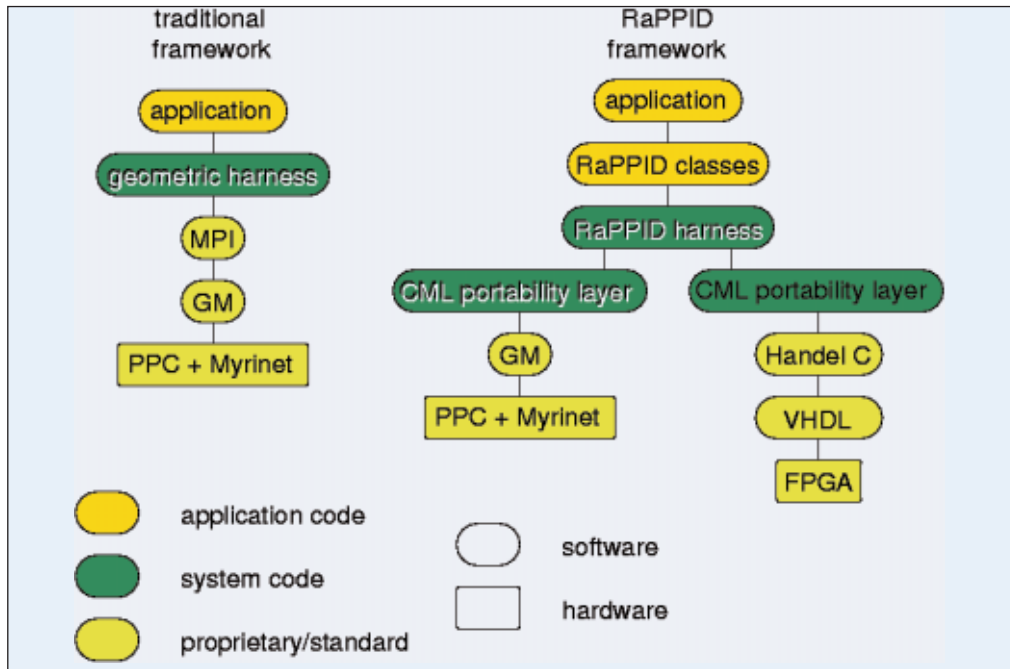 traditional
framework
application
geometric harness
MPI
GM
PPC + Myrinet
RaPPID
framework
application
RaPPID classes
RaPPID harness
CML portability layer
GM
PPC + Myrinet
CML portability layer
Handel C
VHDL
FPGA
application code
system code
proprietary/standard
software
hardware